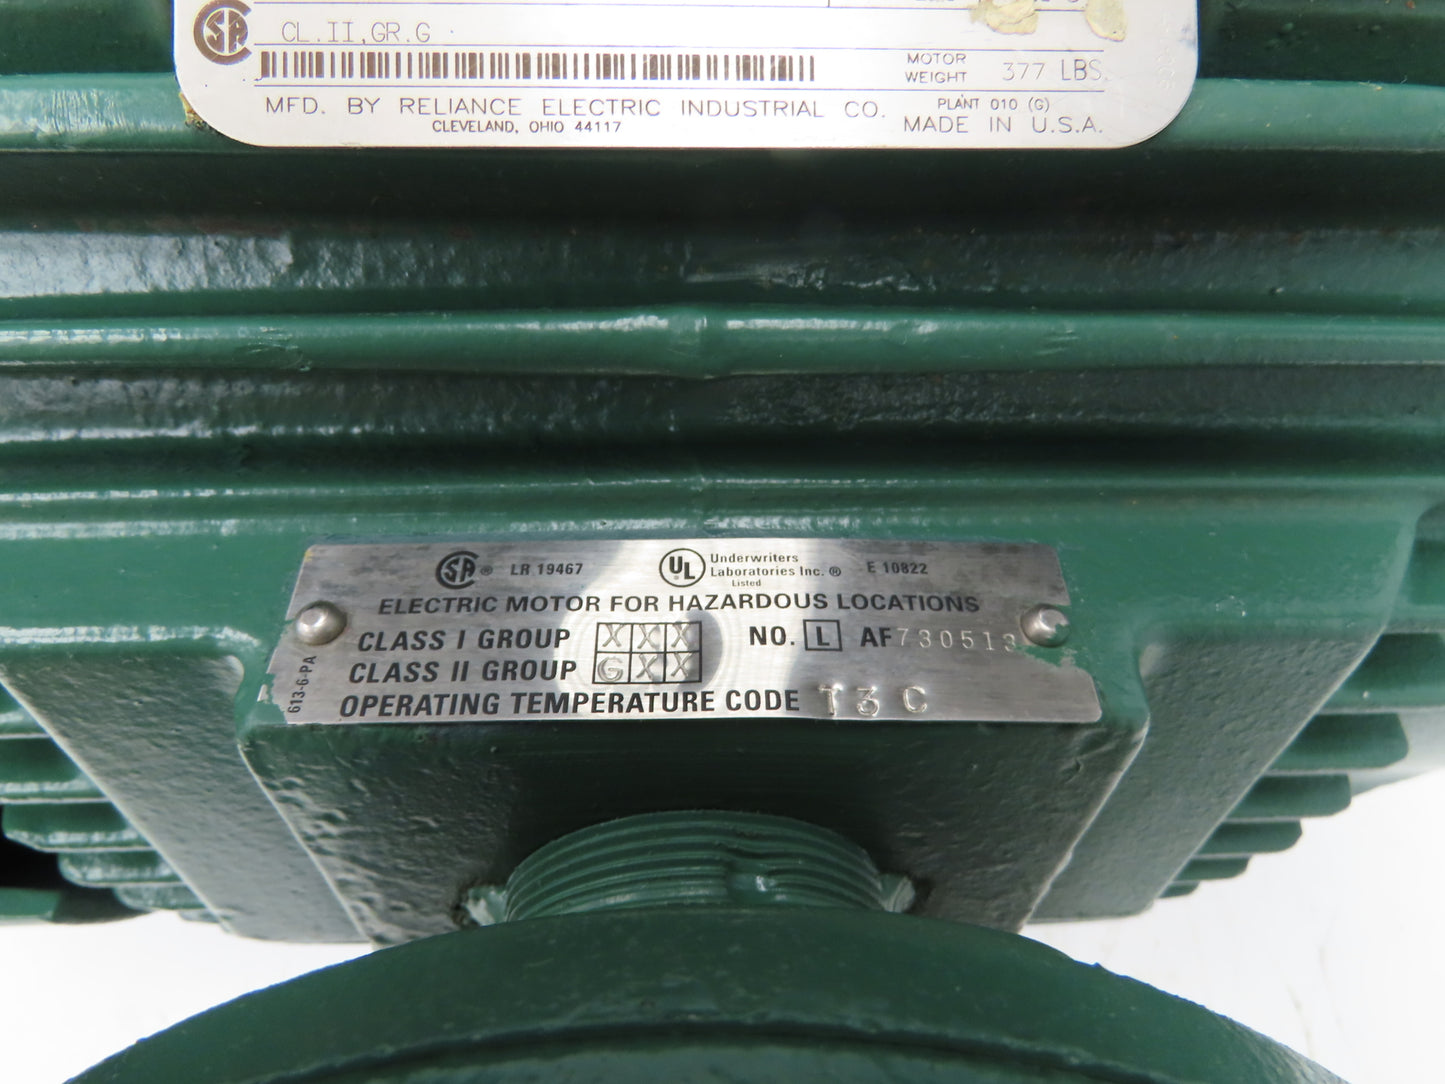 CL.II,GR.G
MOTOR WEIGHT 377 LBS.
MFD. BY RELIANCE ELECTRIC INDUSTRIAL CO.
CLEVELAND, OHIO 44117
PLANT 010 (G)
MADE IN U.S.A.
SA ® LR 19467
UL ® Underwriters Laboratories Inc. ® Listed
E 10822
ELECTRIC MOTOR FOR HAZARDOUS LOCATIONS
CLASS I GROUP X X X NO. L AF730513
CLASS II GROUP G X X
OPERATING TEMPERATURE CODE T3C
613-6-PA